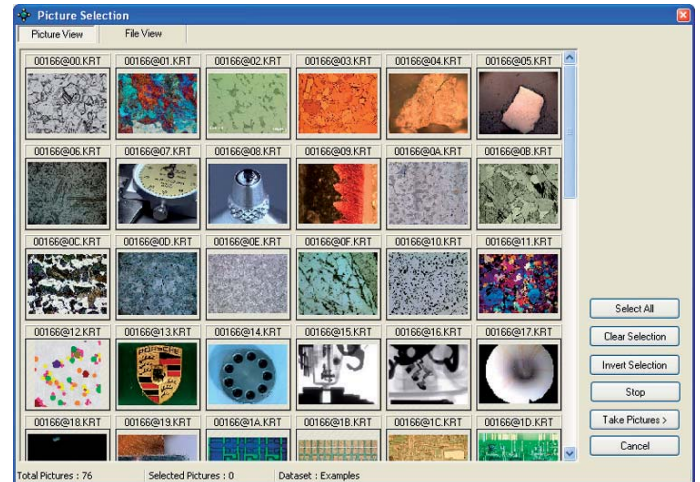 Picture Selection
Picture View File View
00166@00.KRT 00166@01.KRT 00166@02.KRT 00166@03.KRT 00166@04.KRT 00166@05.KRT
00166@06.KRT 00166@07.KRT 00166@08.KRT 00166@09.KRT 00166@0A.KRT 00166@0B.KRT
00166@0C.KRT 00166@0D.KRT 00166@0E.KRT 00166@0F.KRT 00166@10.KRT 00166@11.KRT
00166@12.KRT 00166@13.KRT 00166@14.KRT 00166@15.KRT 00166@16.KRT 00166@17.KRT
PORSCHE
00166@18.KRT 00166@19.KRT 00166@1A.KRT 00166@1B.KRT 00166@1C.KRT 00166@1D.KRT
Select All
Clear Selection
Invert Selection
Stop
Take Pictures >
Cancel
Total Pictures : 76 Selected Pictures : 0 Dataset : Examples